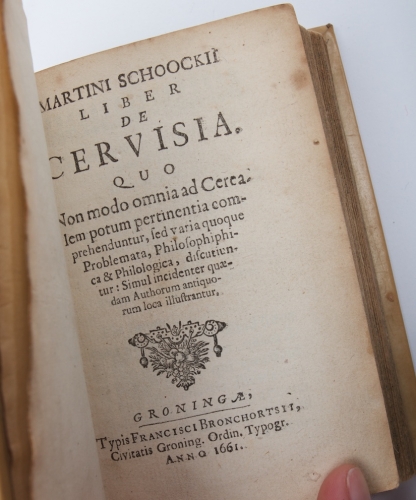 MARTINI SCHOOCKII
LIBER
DE
CERVISIA.
QUO
Non modo omnia ad Cerea-
lem potum pertinentia com-
prehenduntur, sed varia quoque
Problemata, Philosophiphi-
ca & Philologica, discutiun-
tur: Simul incidenter quæ-
dam Authorum antiquo-
rum loca illustrantur.
GRONINGÆ,
Typis FRANCISCI BRONCHORTSII,
Civitatis Groning. Ordin. Typogr.
ANNO 1661.